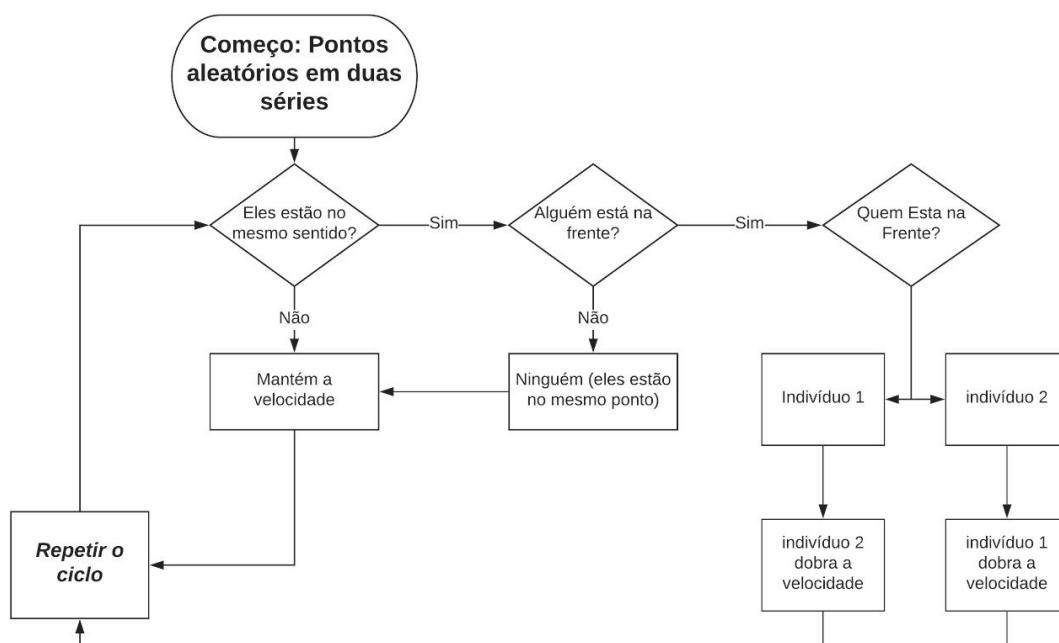 Começo: Pontos
aleatórios em duas
séries
Eles estão no
mesmo sentido?
Sim
Alguém está na
frente?
Sim
Quem Esta na
Frente?
Não
Não
Mantém a
velocidade
Ninguém (eles estão
no mesmo ponto)
Indivíduo 1
indivíduo 2
Repetir o
ciclo
indivíduo 2
dobra a
velocidade
indivíduo 1
dobra a
velocidade